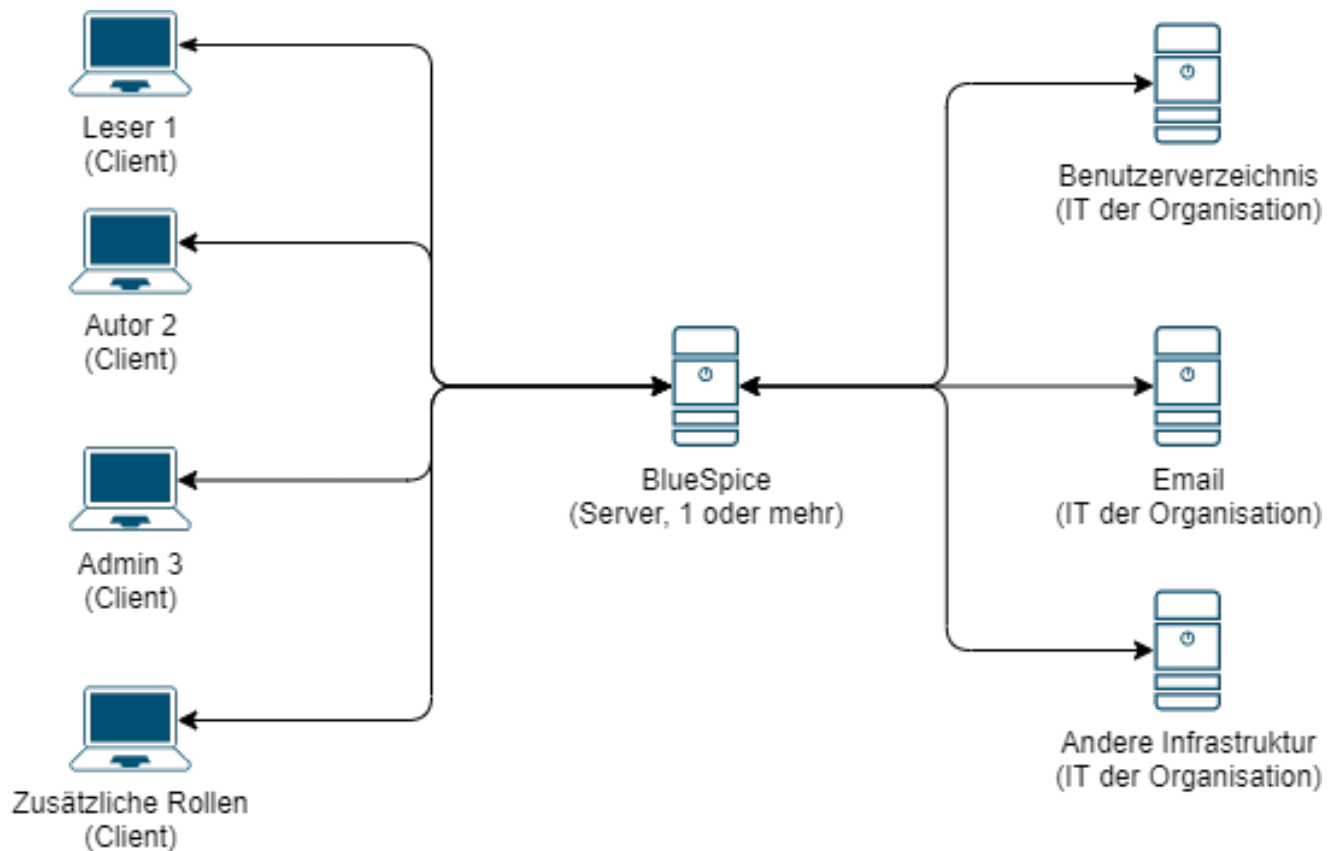 Leser 1
(Client)
Autor 2
(Client)
Admin 3
(Client)
Zusätzliche Rollen
(Client)
BlueSpice
(Server, 1 oder mehr)
Benutzerverzeichnis
(IT der Organisation)
Email
(IT der Organisation)
Andere Infrastruktur
(IT der Organisation)